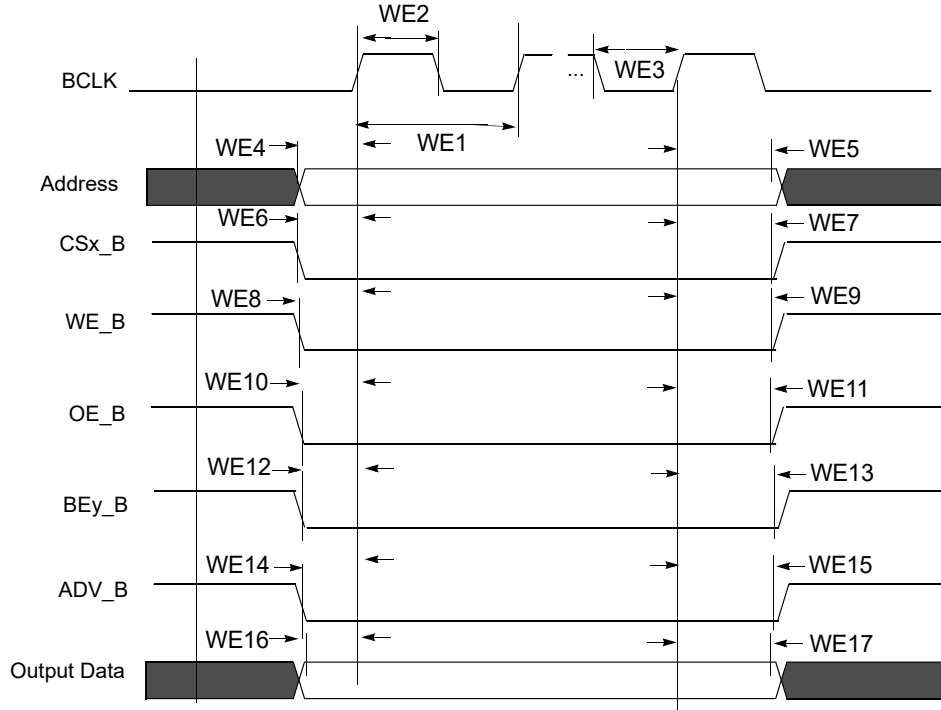 WE2
BCLK
...
WE3
WE1
WE4
WE5
Address
WE6
WE7
CSx_B
WE8
WE9
WE_B
WE10
WE11
OE_B
WE12
WE13
BEy_B
WE14
WE15
ADV_B
WE16
WE17
Output Data